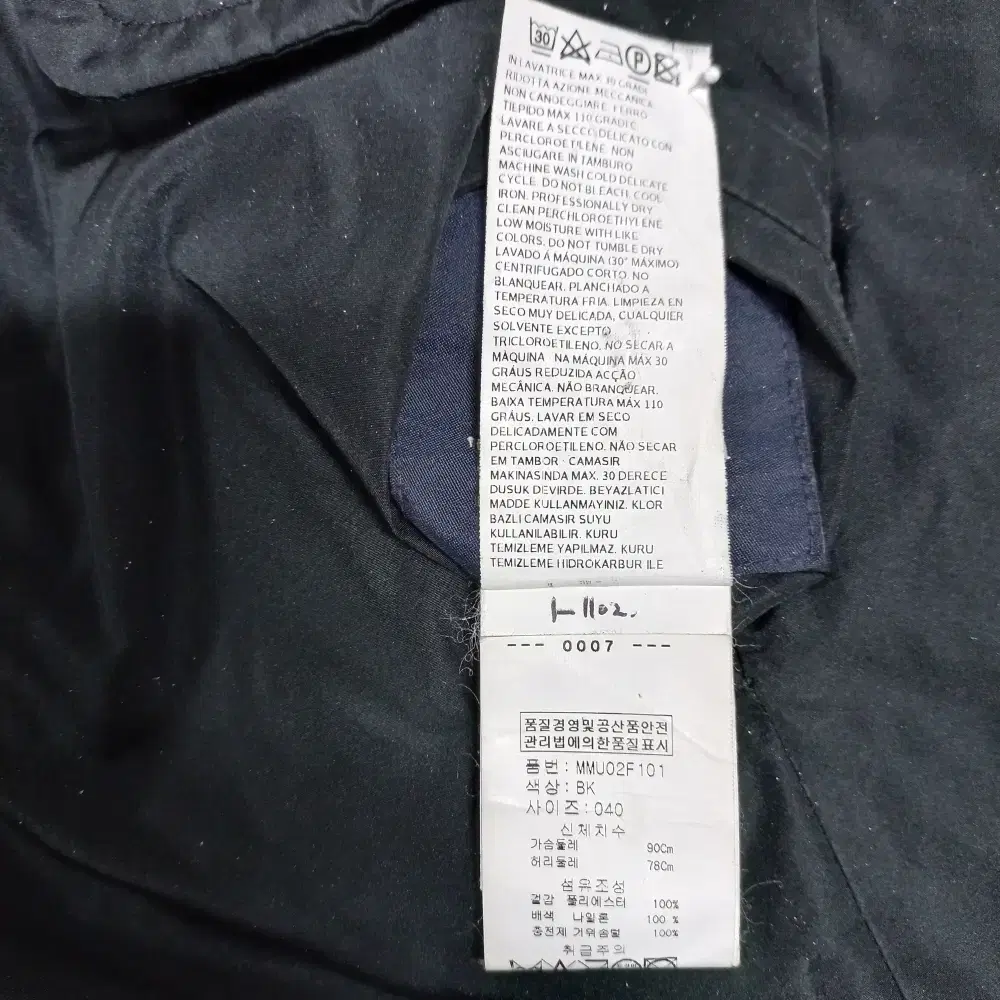 30 P
IN LAVATRICE MAX 30 GRADI
RIDOTTA AZIONE MECCANICA
NON CANDEGGIARE. FERRO
TIEPIDO MAX 110 GRADI C
LAVARE A SECCO DELICATO CON
PERCLOROETILENE. NON
ASCIUGARE IN TAMBURO
MACHINE WASH COLD DELICATE
CYCLE. DO NOT BLEACH. COOL
IRON. PROFESSIONALLY DRY
CLEAN PERCHLOROETHYLENE
LOW MOISTURE WITH LIKE
COLORS. DO NOT TUMBLE DRY
LAVADO A MÁQUINA (30° MÁXIMO)
CENTRIFUGADO CORTO. NO
BLANQUEAR. PLANCHADO A
TEMPERATURA FRIA. LIMPIEZA EN
SECO MUY DELICADA, CUALQUIER
SOLVENTE EXCEPTO
TRICLOROETILENO. NO SECAR A
MÁQUINA NA MÁQUINA MÁX 30
GRÁUS REDUZIDA ACÇÃO
MECÂNICA. NÃO BRANQUEAR.
BAIXA TEMPERATURA MÁX 110
GRÁUS. LAVAR EM SECO
DELICADAMENTE COM
PERCLOROETILENO. NÃO SECAR
EM TAMBOR CAMASIR
MAKINASINDA MAX. 30 DERECE
DUSUK DEVIRDE. BEYAZLATICI
MADDE KULLANMAYINIZ. KLOR
BAZLI CAMASIR SUYU
KULLANILABILIR. KURU
TEMIZLEME YAPILMAZ. KURU
TEMIZLEME HIDROKARBUR ILE
--- 0007 ---
품질경영및공산품안전
관리법에의한품질표시
품번 : MMU02F101
색상 : BK
사이즈 : 040
신체치수
가슴둘레 90Cm
허리둘레 78Cm
섬유조성
겉감 폴리에스터 100%
배색 나일론 100 %
충전제 거위솜털 100%
취급주의